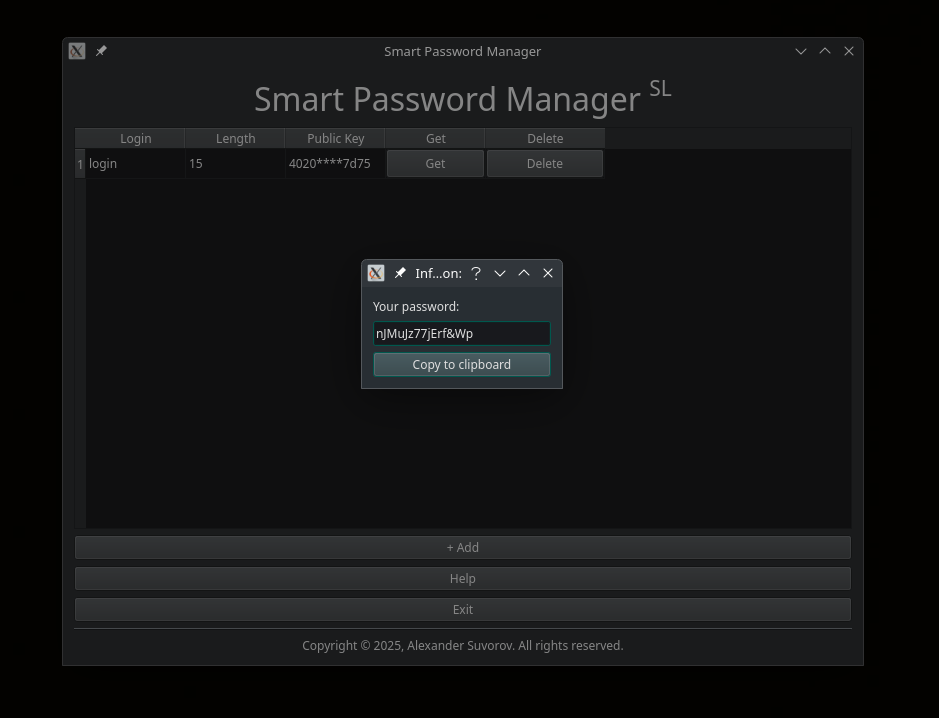 Smart Password Manager
Smart Password Manager SL
Login Length Public Key Get Delete
1 login 15 4020****7d75 Get Delete
Inf...on: ?
Your password:
nJMuJz77jErf&Wp
Copy to clipboard
+ Add
Help
Exit
Copyright © 2025, Alexander Suvorov. All rights reserved.